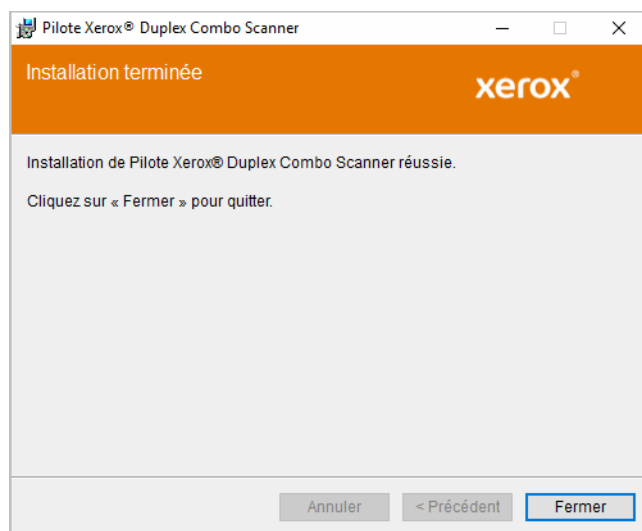 Pilote Xerox® Duplex Combo Scanner
Installation terminée
xerox®
Installation de Pilote Xerox® Duplex Combo Scanner réussie.
Cliquez sur « Fermer » pour quitter.
Annuler
< Précédent
Fermer